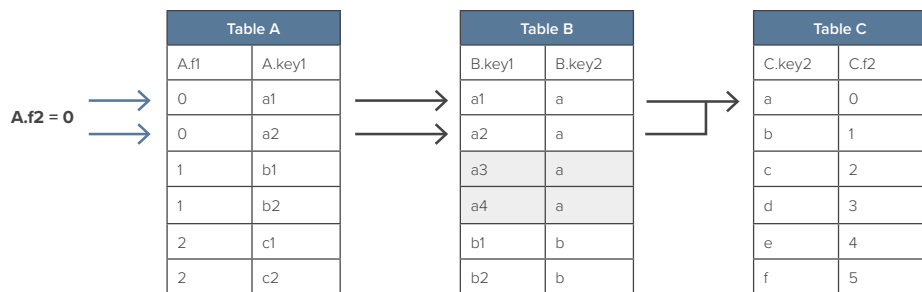 Table A Table B Table C
A.f1 A.key1 B.key1 B.key2 C.key2 C.f2
0 a1 a1 a a 0
A.f2 = 0
0 a2 a2 a b 1
1 b1 a3 a c 2
1 b2 a4 a d 3
2 c1 b1 b e 4
2 c2 b2 b f 5